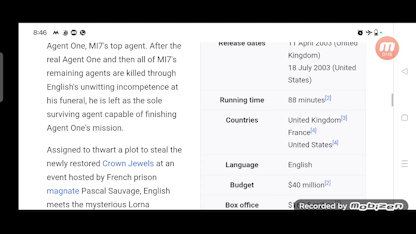 8:46
Agent One, MI7's top agent. After the
real Agent One and then all of MI7's
remaining agents are killed through
English's unwitting incompetence at
his funeral, he is left as the sole
surviving agent capable of finishing
Agent One's mission.
Assigned to thwart a plot to steal the
newly restored Crown Jewels at an
event hosted by French prison
magnate Pascal Sauvage, English
meets the mysterious Lorna
Release dates
11 April 2003 (United
Kingdom)
18 July 2003 (United
States)
Running time
88 minutes[2]
Countries
United Kingdom[3]
France[4]
United States[4]
Language
English
Budget
$40 million[2]
Box office
Recorded by Mobizen